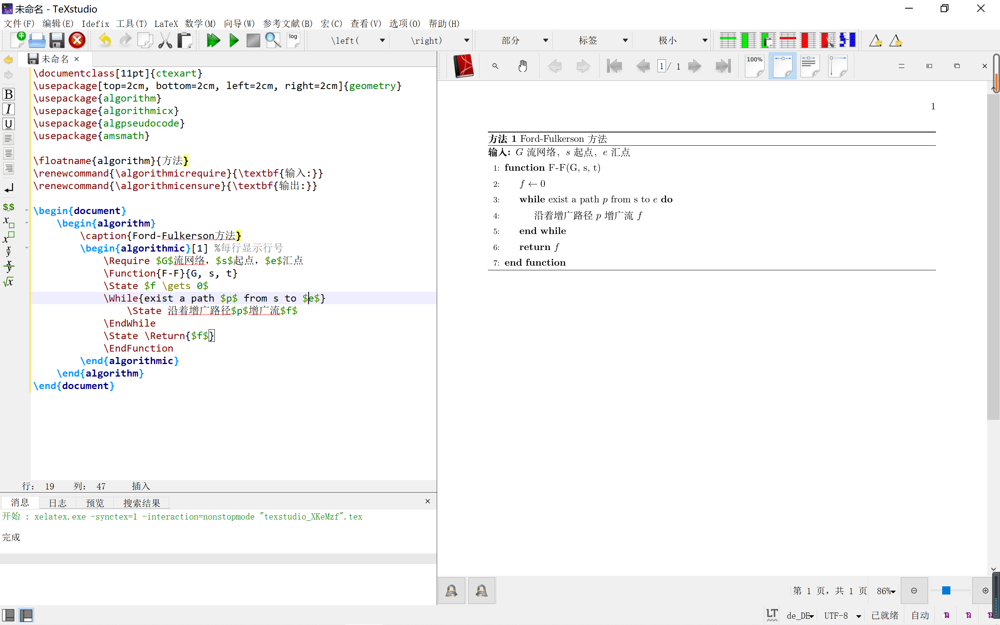 未命名 - TeXstudio
文件(F) 编辑(E) Idefix 工具(T) LaTeX 数学(M) 向导(W) 参考文献(B) 宏(C) 查看(V) 选项(O) 帮助(H)
log \left( \right) 部分 标签 极小
未命名
\documentclass[11pt]{ctexart}
\usepackage[top=2cm, bottom=2cm, left=2cm, right=2cm]{geometry}
\usepackage{algorithm}
\usepackage{algorithmicx}
\usepackage{algpseudocode}
\usepackage{amsmath}
\floatname{algorithm}{方法}
\renewcommand{\algorithmicrequire}{\textbf{输入:}}
\renewcommand{\algorithmicensure}{\textbf{输出:}}
\begin{document}
\begin{algorithm}
\caption{Ford-Fulkerson方法}
\begin{algorithmic}[1] %每行显示行号
\Require $G$流网络，$s$起点，$e$汇点
\Function{F-F}{G, s, t}
\State $f \gets 0$
\While{exist a path $p$ from s to $e$}
\State 沿着增广路径$p$增广流$f$
\EndWhile
\State \Return{$f$}
\EndFunction
\end{algorithmic}
\end{algorithm}
\end{document}
B
I
U
$$
x
x
x/y
x/y
√x
行: 19 列: 47 插入
消息 日志 预览 搜索结果
开始 : xelatex.exe -synctex=1 -interaction=nonstopmode "texstudio_XKeMzf".tex
完成
1 / 1 100%
1
方法 1 Ford-Fulkerson 方法
输入: G 流网络，s 起点，e 汇点
1: function F-F(G, s, t)
2: f ← 0
3: while exist a path p from s to e do
4: 沿着增广路径 p 增广流 f
5: end while
6: return f
7: end function
第 1 页，共 1 页 86%
LT de_DE UTF-8 已就绪 自动 1 2 3